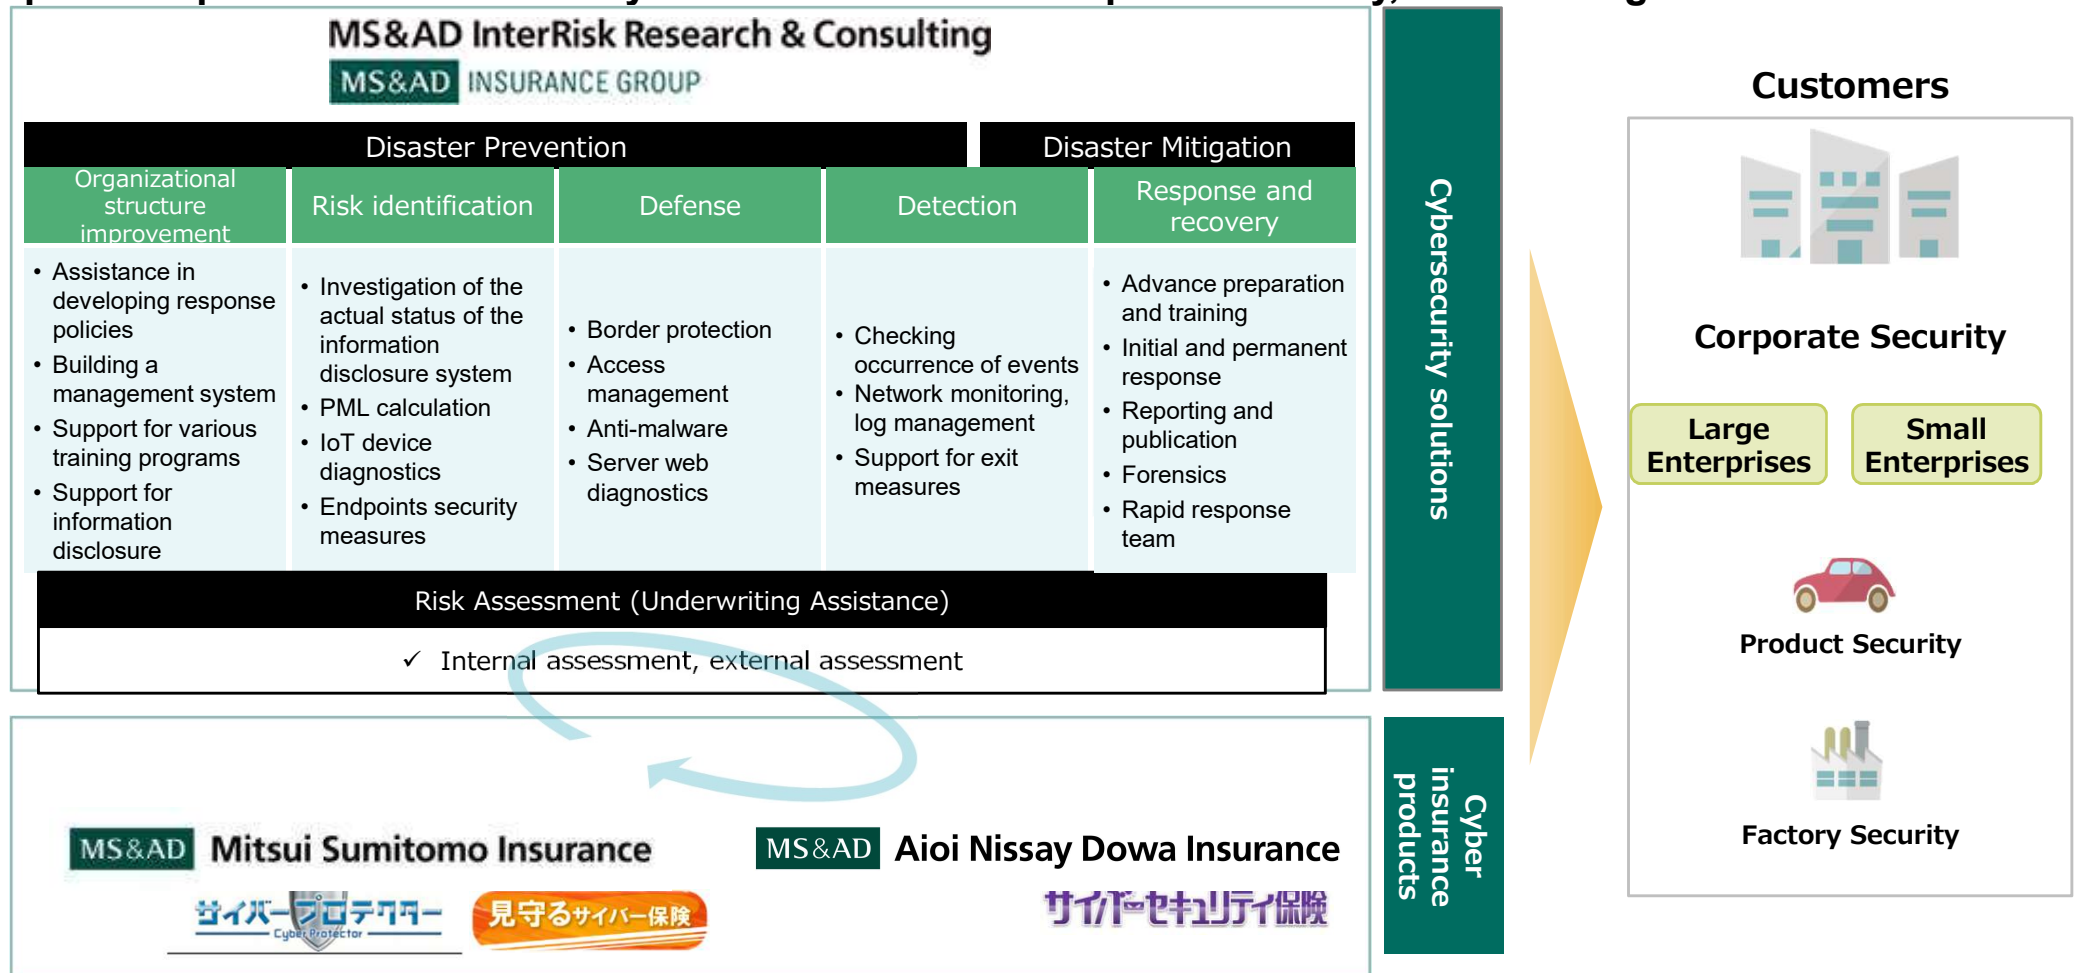 MS&AD InterRisk Research & Consulting
MS&AD INSURANCE GROUP
Disaster Prevention
Disaster Mitigation
Organizational
structure
improvement
Risk identification
Defense
Detection
Response and
recovery
• Assistance in
developing response
policies
• Building a
management system
• Support for various
training programs
• Support for
information
disclosure
• Investigation of the
actual status of the
information
disclosure system
• PML calculation
• IoT device
diagnostics
• Endpoints security
measures
• Border protection
• Access
management
• Anti-malware
• Server web
diagnostics
• Checking
occurrence of events
• Network monitoring,
log management
• Support for exit
measures
• Advance preparation
and training
• Initial and permanent
response
• Reporting and
publication
• Forensics
• Rapid response
team
Risk Assessment (Underwriting Assistance)
✓ Internal assessment, external assessment
Cybersecurity solutions
MS&AD Mitsui Sumitomo Insurance
サイバープロテクター
Cyber Protector
見守るサイバー保険
MS&AD Aioi Nissay Dowa Insurance
サイバーセキュリティ保険
Cyber
insurance
products
Customers
Corporate Security
Large
Enterprises
Small
Enterprises
Product Security
Factory Security